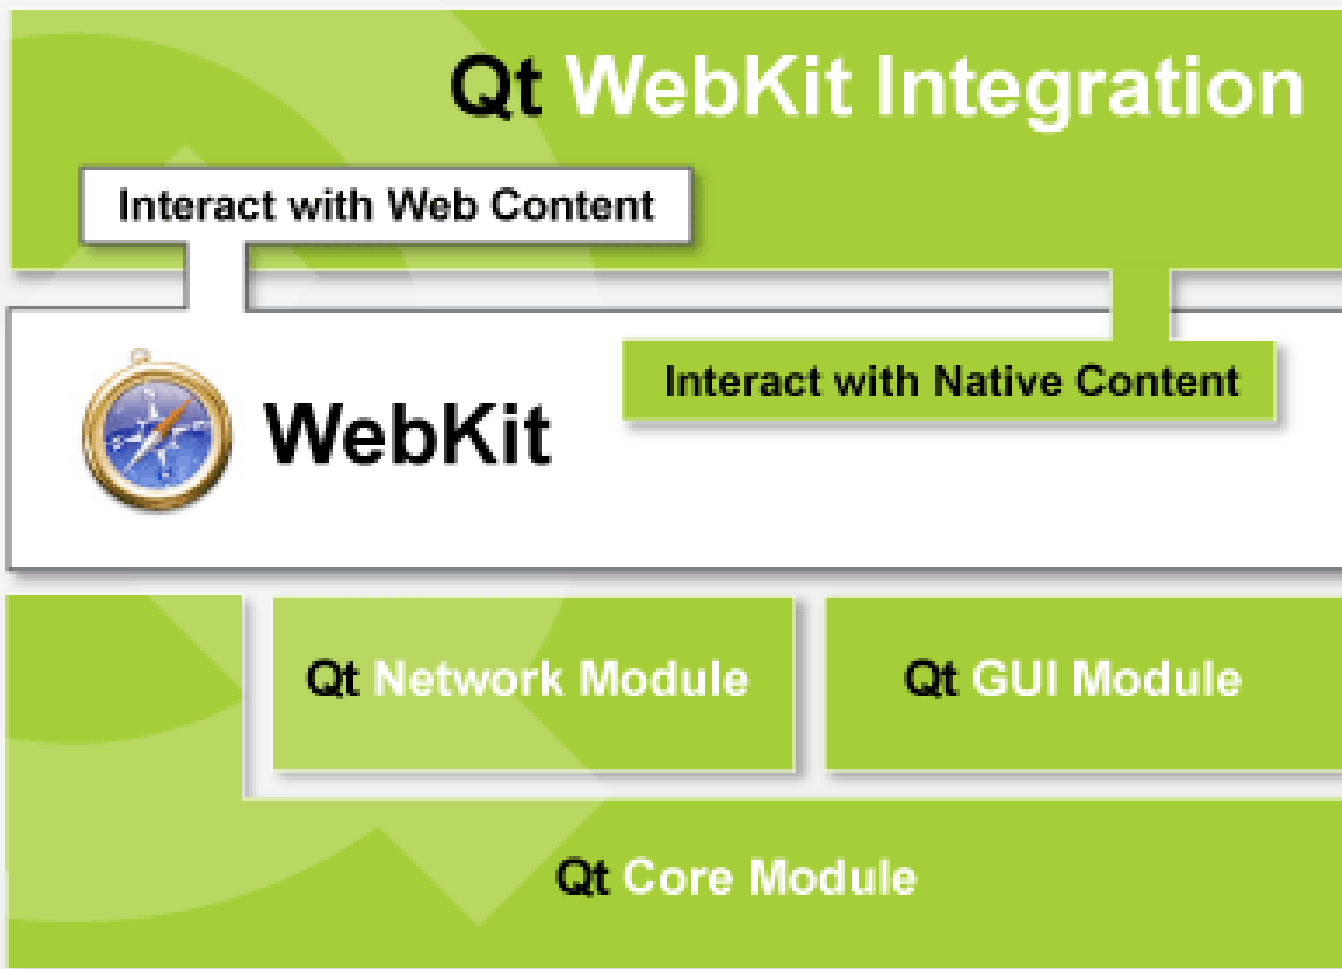 Qt WebKit Integration
Interact with Web Content
Interact with Native Content
WebKit
Qt Network Module
Qt GUI Module
Qt Core Module